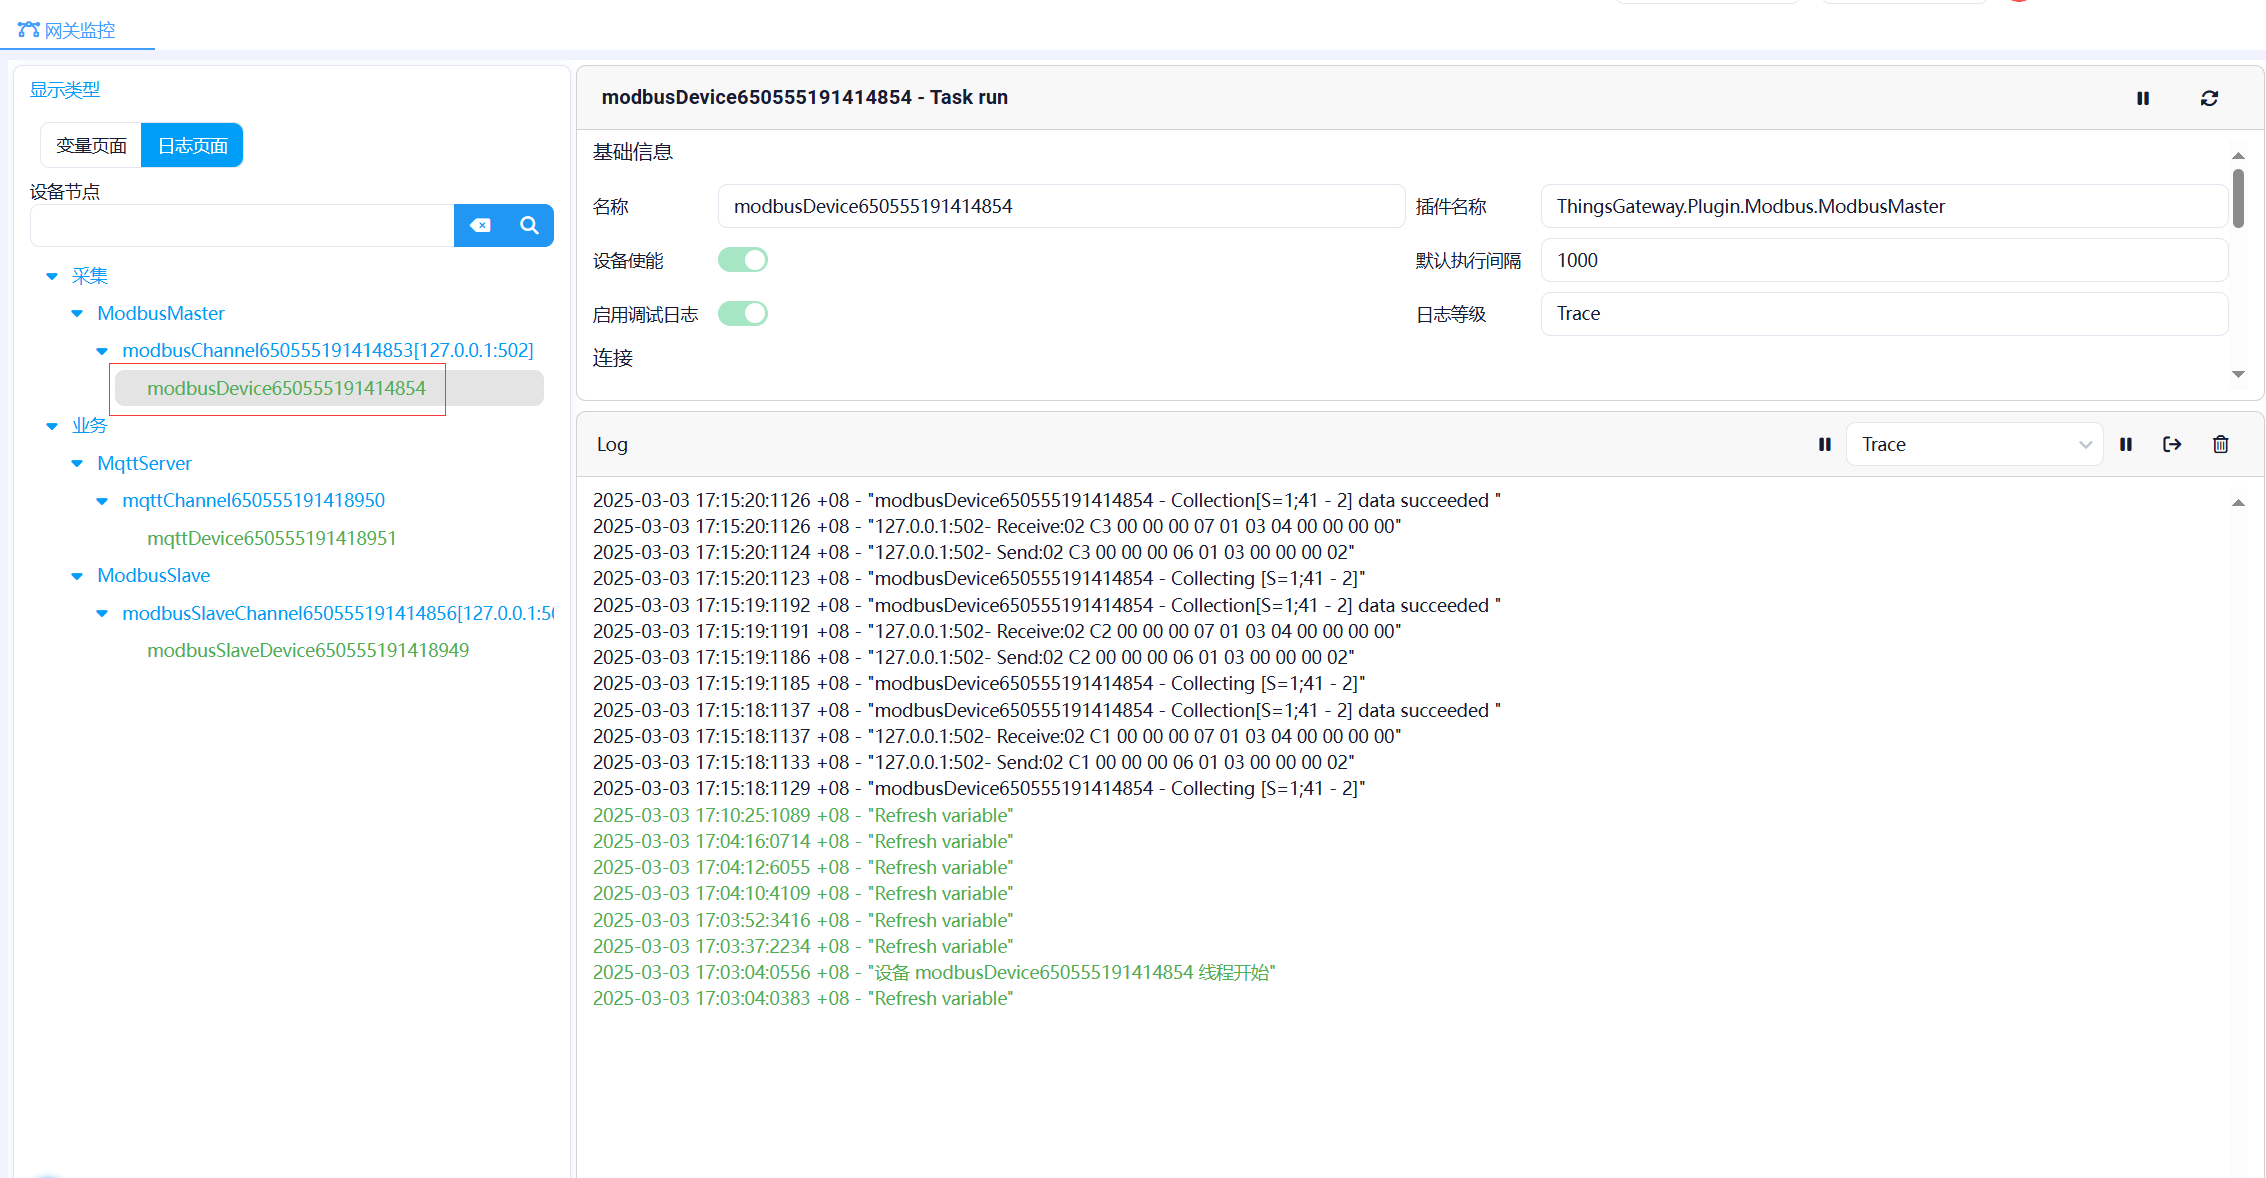 网关监控
显示类型
变量页面 日志页面
设备节点
采集
ModbusMaster
modbusChannel650555191414853[127.0.0.1:502]
modbusDevice650555191414854
业务
MqttServer
mqttChannel650555191418950
mqttDevice650555191418951
ModbusSlave
modbusSlaveChannel650555191414856[127.0.0.1:5
modbusSlaveDevice650555191418949
modbusDevice650555191414854 - Task run
基础信息
名称 modbusDevice650555191414854 插件名称 ThingsGateway.Plugin.Modbus.ModbusMaster
设备使能 默认执行间隔 1000
启用调试日志 日志等级 Trace
连接
Log Trace
2025-03-03 17:15:20:1126 +08 - "modbusDevice650555191414854 - Collection[S=1;41 - 2] data succeeded "
2025-03-03 17:15:20:1126 +08 - "127.0.0.1:502- Receive:02 C3 00 00 00 07 01 03 04 00 00 00 00"
2025-03-03 17:15:20:1124 +08 - "127.0.0.1:502- Send:02 C3 00 00 00 06 01 03 00 00 00 02"
2025-03-03 17:15:20:1123 +08 - "modbusDevice650555191414854 - Collecting [S=1;41 - 2]"
2025-03-03 17:15:19:1192 +08 - "modbusDevice650555191414854 - Collection[S=1;41 - 2] data succeeded "
2025-03-03 17:15:19:1191 +08 - "127.0.0.1:502- Receive:02 C2 00 00 00 07 01 03 04 00 00 00 00"
2025-03-03 17:15:19:1186 +08 - "127.0.0.1:502- Send:02 C2 00 00 00 06 01 03 00 00 00 02"
2025-03-03 17:15:19:1185 +08 - "modbusDevice650555191414854 - Collecting [S=1;41 - 2]"
2025-03-03 17:15:18:1137 +08 - "modbusDevice650555191414854 - Collection[S=1;41 - 2] data succeeded "
2025-03-03 17:15:18:1137 +08 - "127.0.0.1:502- Receive:02 C1 00 00 00 07 01 03 04 00 00 00 00"
2025-03-03 17:15:18:1133 +08 - "127.0.0.1:502- Send:02 C1 00 00 00 06 01 03 00 00 00 02"
2025-03-03 17:15:18:1129 +08 - "modbusDevice650555191414854 - Collecting [S=1;41 - 2]"
2025-03-03 17:10:25:1089 +08 - "Refresh variable"
2025-03-03 17:04:16:0714 +08 - "Refresh variable"
2025-03-03 17:04:12:6055 +08 - "Refresh variable"
2025-03-03 17:04:10:4109 +08 - "Refresh variable"
2025-03-03 17:03:52:3416 +08 - "Refresh variable"
2025-03-03 17:03:37:2234 +08 - "Refresh variable"
2025-03-03 17:03:04:0556 +08 - "设备 modbusDevice650555191414854 线程开始"
2025-03-03 17:03:04:0383 +08 - "Refresh variable"